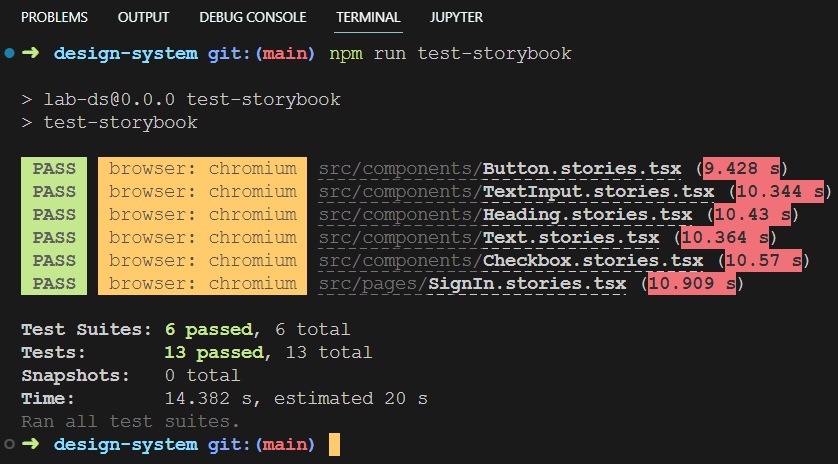 PROBLEMS OUTPUT DEBUG CONSOLE TERMINAL JUPYTER
➜ design-system git:(main) npm run test-storybook
> lab-ds@0.0.0 test-storybook
> test-storybook
PASS browser: chromium src/components/Button.stories.tsx (9.428 s)
PASS browser: chromium src/components/TextInput.stories.tsx (10.344 s)
PASS browser: chromium src/components/Heading.stories.tsx (10.43 s)
PASS browser: chromium src/components/Text.stories.tsx (10.364 s)
PASS browser: chromium src/components/Checkbox.stories.tsx (10.57 s)
PASS browser: chromium src/pages/SignIn.stories.tsx (10.909 s)
Test Suites: 6 passed, 6 total
Tests: 13 passed, 13 total
Snapshots: 0 total
Time: 14.382 s, estimated 20 s
Ran all test suites.
➜ design-system git:(main)